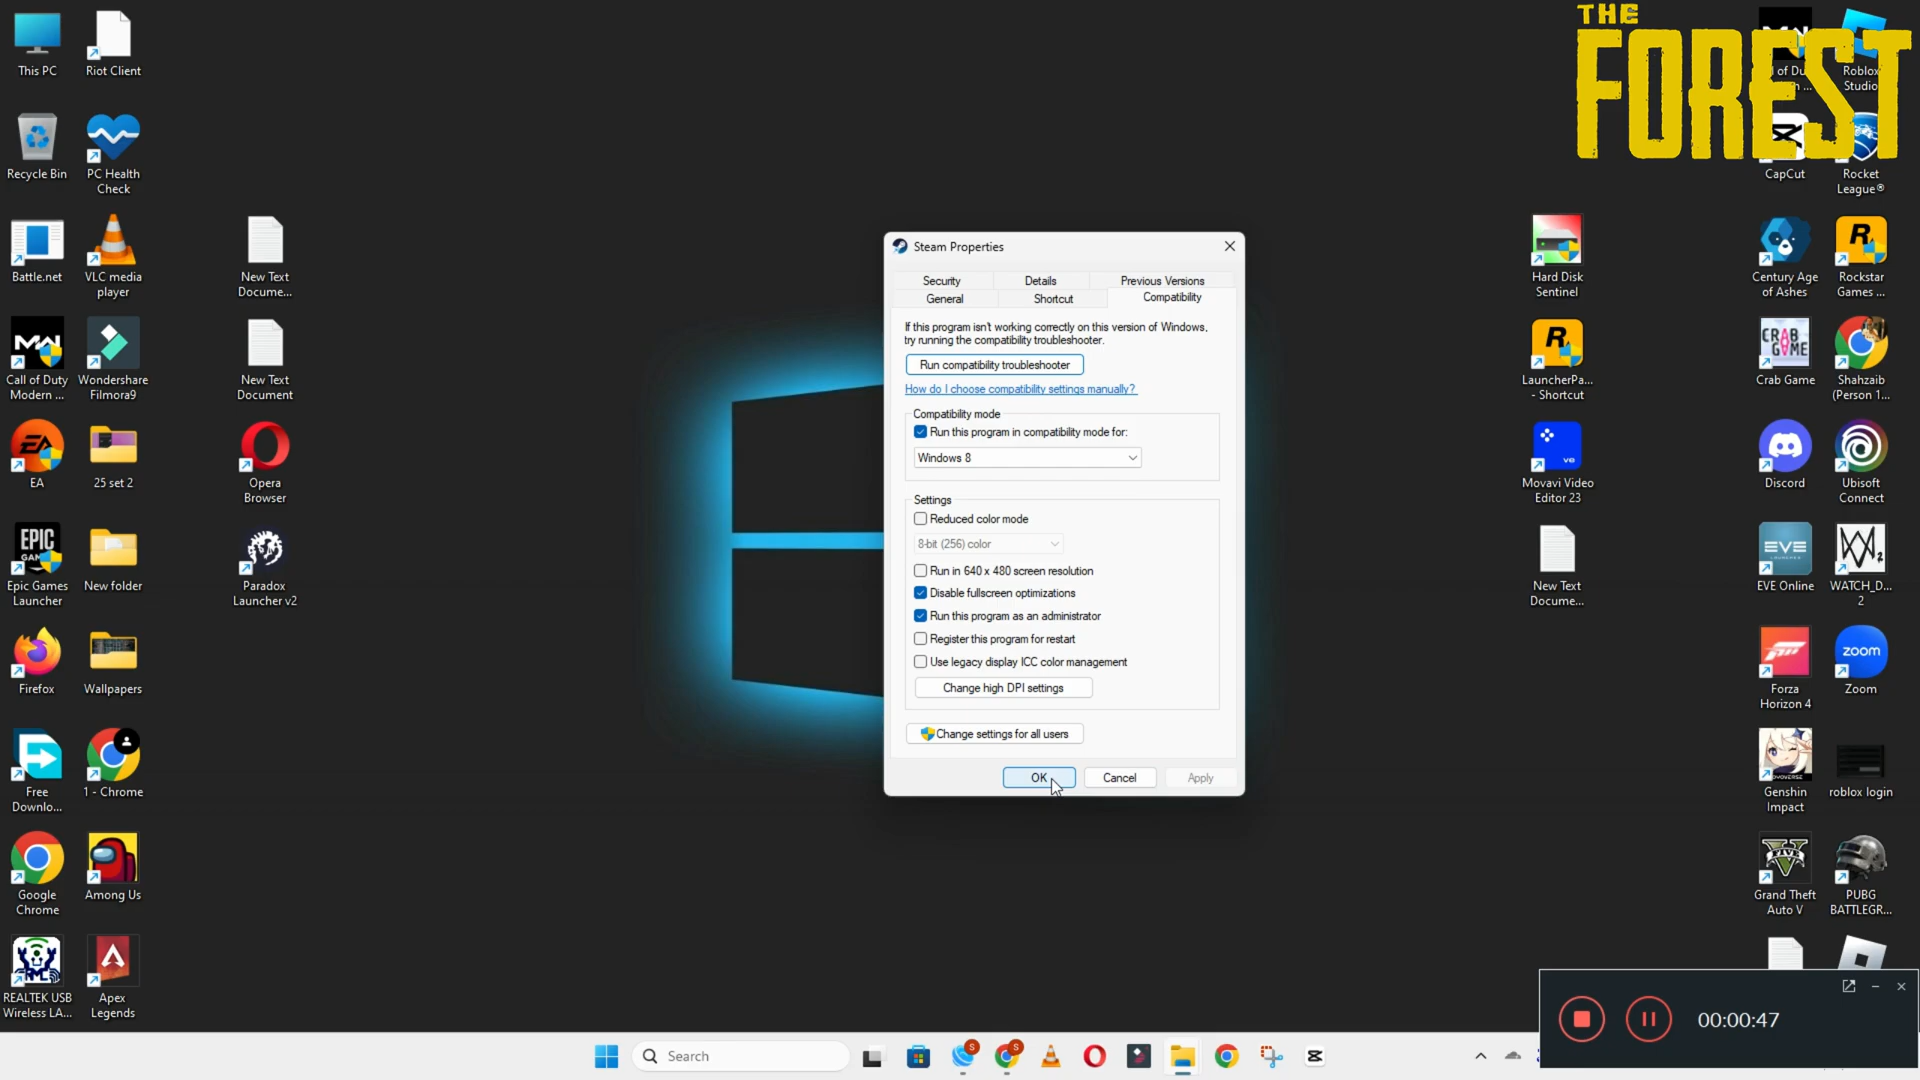 This PC
Riot Client
THE
FOREST
Roblox
Studio
Recycle Bin
PC Health
Check
CapCut
Rocket
League®
Battle.net
VLC media
player
New Text
Docume...
Steam Properties
Security
Details
Previous Versions
General
Shortcut
Compatibility
If this program isn't working correctly on this version of Windows,
try running the compatibility troubleshooter.
Run compatibility troubleshooter
How do I choose compatibility settings manually?
Compatibility mode
Run this program in compatibility mode for:
Windows 8
Settings
Reduced color mode
8-bit (256) color
Run in 640 x 480 screen resolution
Disable fullscreen optimizations
Run this program as an administrator
Register this program for restart
Use legacy display ICC color management
Change high DPI settings
Change settings for all users
OK
Cancel
Apply
Hard Disk
Sentinel
Century Age
of Ashes
Rockstar
Games ...
Call of Duty
Modern ...
Wondershare
Filmora9
New Text
Document
LauncherPa...
- Shortcut
CRAB
GAME
Crab Game
Shahzaib
(Person 1...
EA
EA
25 set 2
Opera
Browser
Movavi Video
Editor 23
Discord
Ubisoft
Connect
EPIC
Epic Games
Launcher
New folder
Paradox
Launcher v2
New Text
Docume...
EVE
EVE Online
WATCH_D...
2
Firefox
Wallpapers
Forza
Horizon 4
zoom
Zoom
Free
Downlo...
1 - Chrome
Genshin
Impact
roblox login
Google
Chrome
Among Us
FIVE
Grand Theft
Auto V
PUBG
BATTLEGR...
REALTEK USB
Wireless LA...
Apex
Legends
00:00:47
Search
S
S